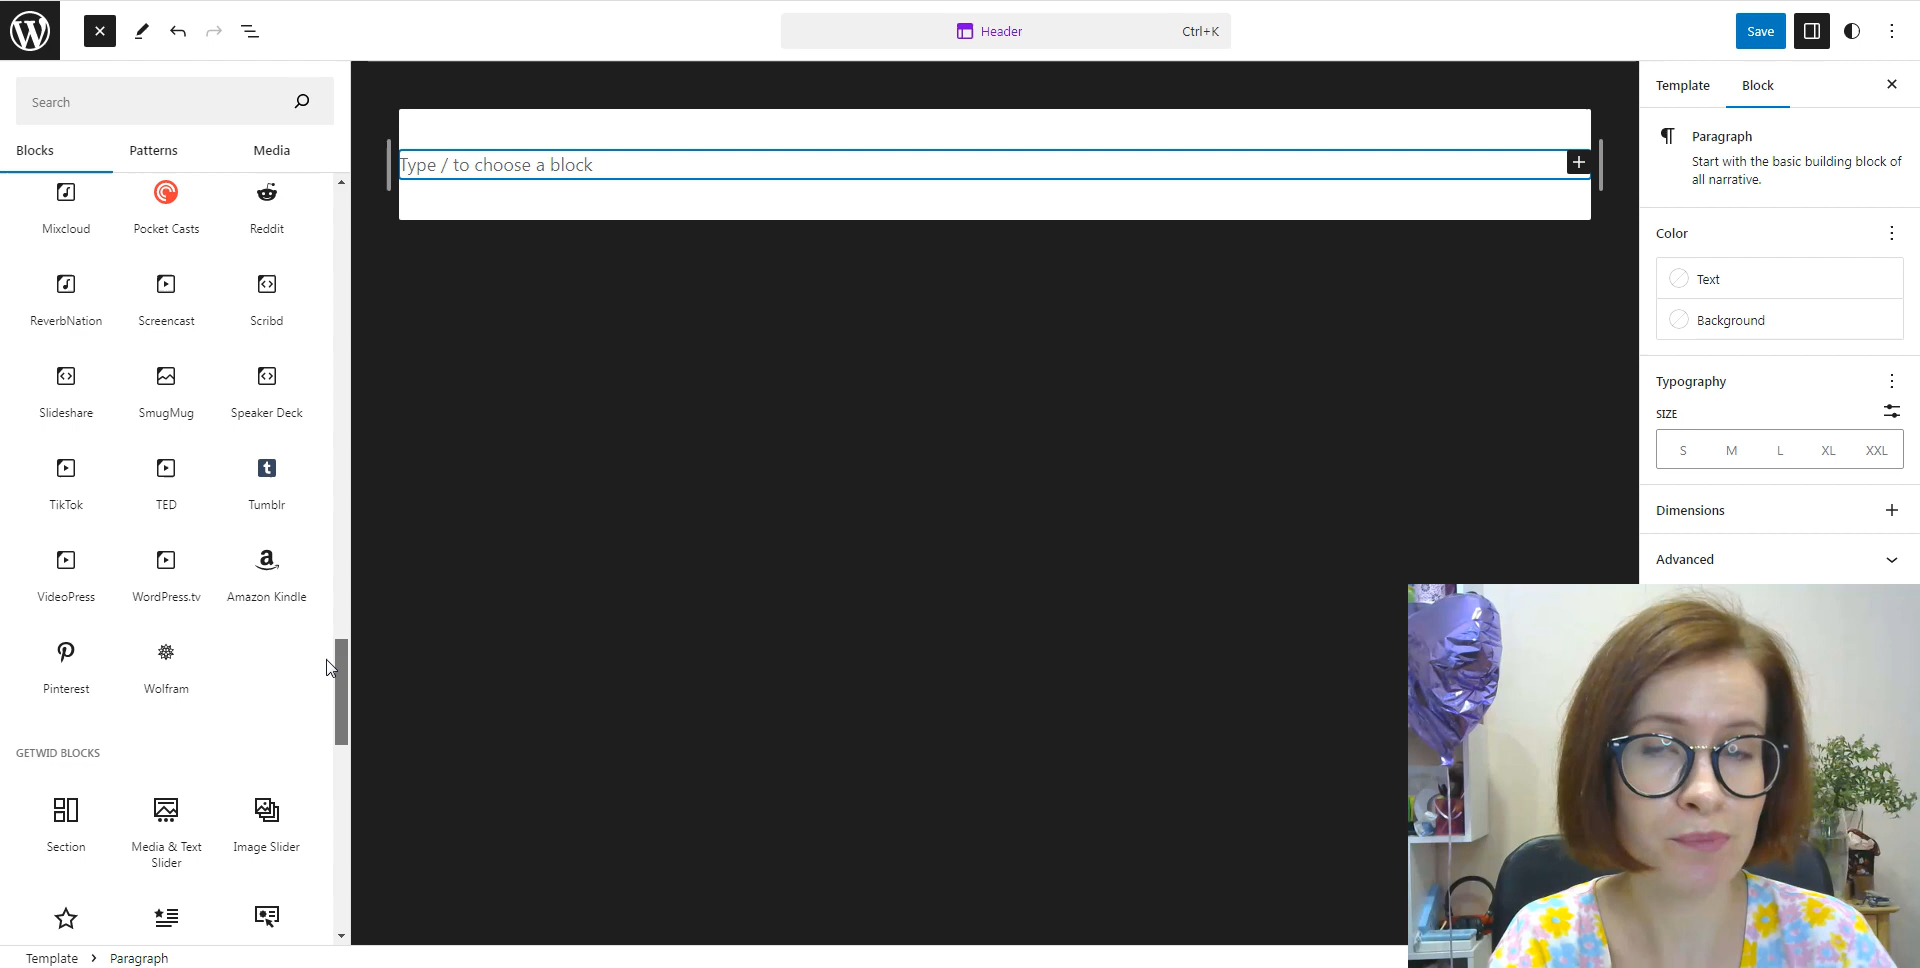 Header
Ctrl+K
Save
Search
Blocks
Patterns
Media
Mixcloud
Pocket Casts
Reddit
ReverbNation
Screencast
Scribd
Slideshare
SmugMug
Speaker Deck
TikTok
TED
Tumblr
VideoPress
WordPress.tv
Amazon Kindle
Pinterest
Wolfram
GETWID BLOCKS
Section
Media & Text
Slider
Image Slider
Type / to choose a block
Template
Block
Paragraph
Start with the basic building block of
all narrative.
Color
Text
Background
Typography
SIZE
S M L XL XXL
Dimensions
Advanced
Template > Paragraph